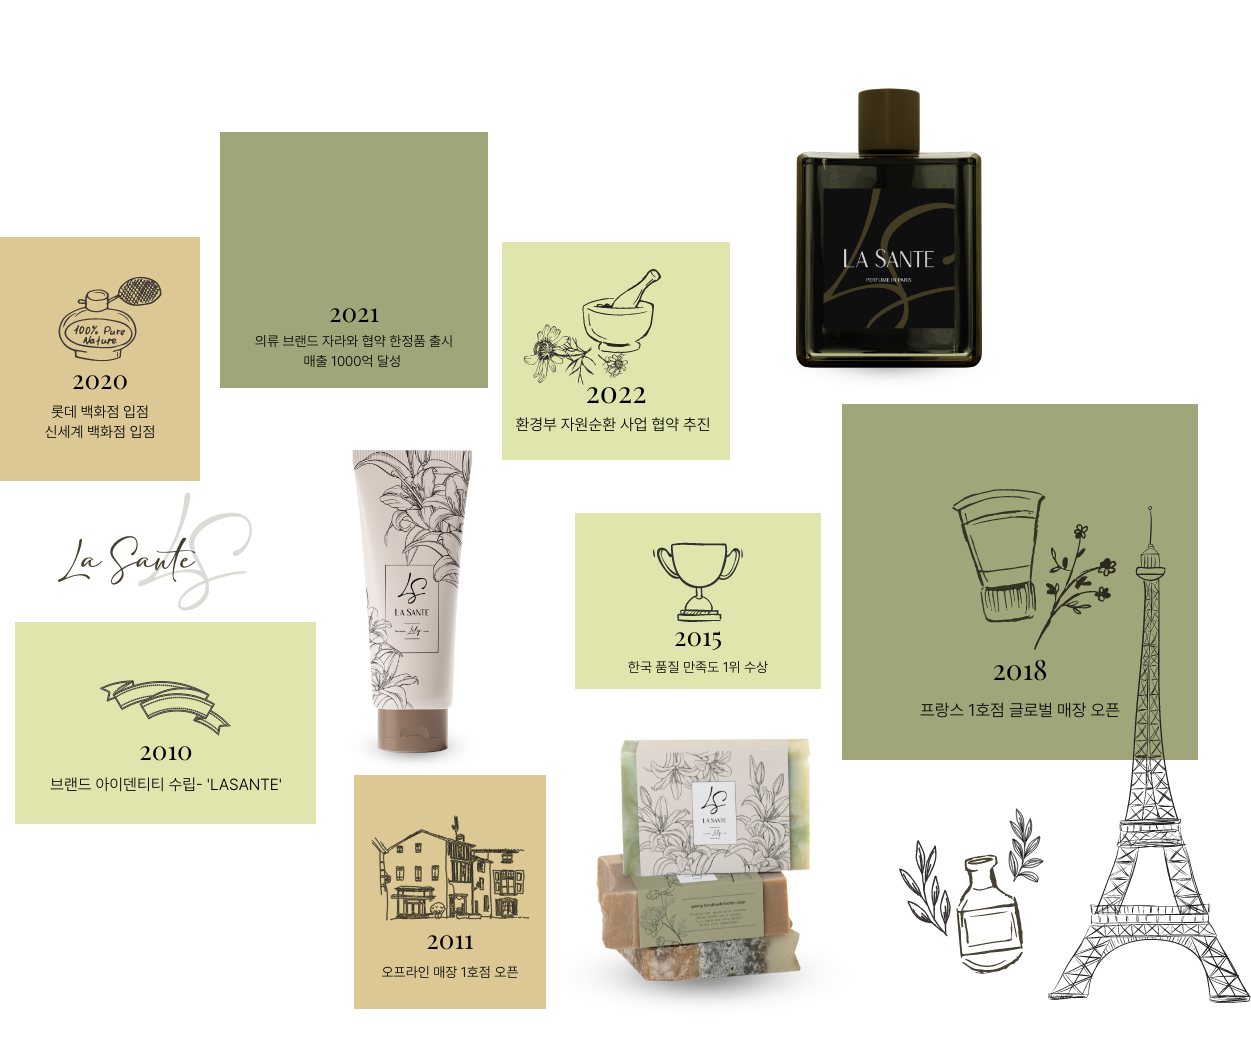 LA SANTE
PERFUME IN PARIS
2021
의류 브랜드 자라와 협약 한정품 출시
매출 1000억 달성
100% Pure
Nature
2020
롯데 백화점 입점
신세계 백화점 입점
2022
환경부 자원순환 사업 협약 추진
La Sante
LS
LS
LA SANTE
Lily
2015
한국 품질 만족도 1위 수상
2018
프랑스 1호점 글로벌 매장 오픈
2010
브랜드 아이덴티티 수립- 'LASANTE'
LS
LA SANTE
Lily
2011
오프라인 매장 1호점 오픈